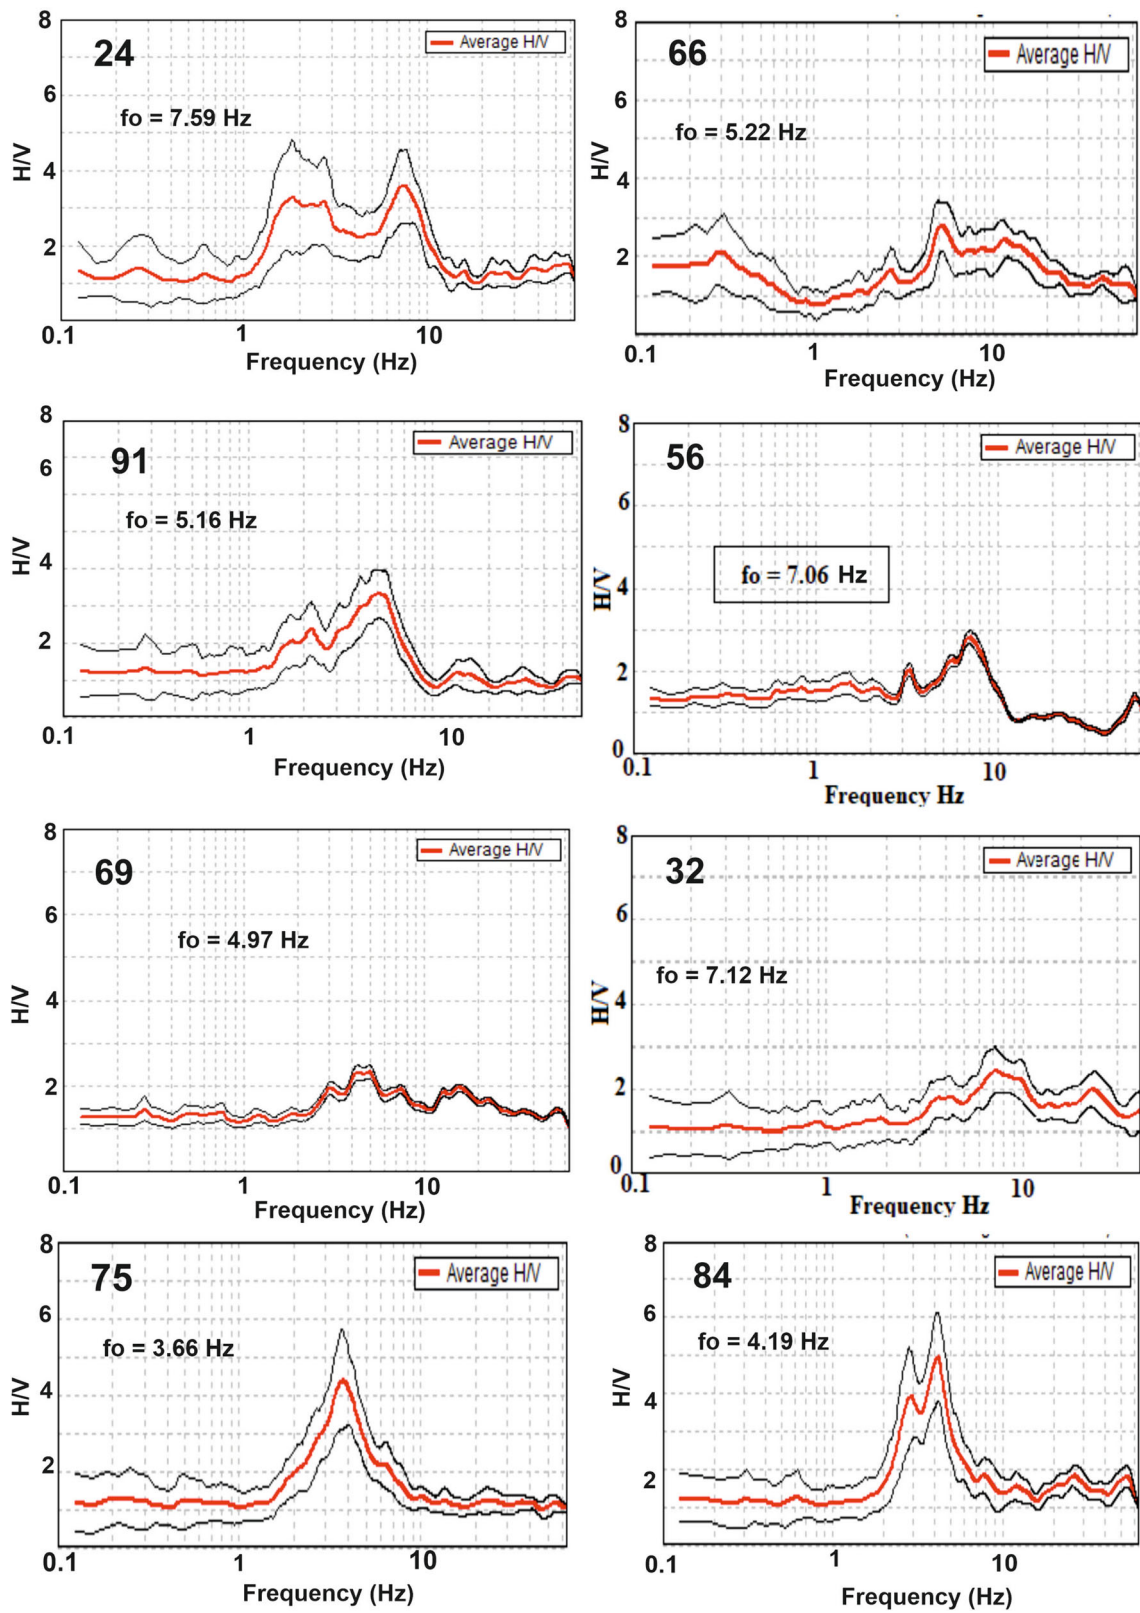 8
24
Average H/V
fo = 7.59 Hz
6
H/V
4
2
0.1
1
10
Frequency (Hz)
8
66
Average H/V
fo = 5.22 Hz
6
H/V
4
2
0.1
1
10
Frequency (Hz)
8
91
Average H/V
fo = 5.16 Hz
6
H/V
4
2
0.1
1
10
Frequency (Hz)
8
56
Average H/V
6
fo = 7.06 Hz
H/V
4
2
0
0.1
1
10
Frequency Hz
8
69
Average H/V
6
fo = 4.97 Hz
H/V
4
2
0.1
1
10
Frequency (Hz)
8
32
Average H/V
6
fo = 7.12 Hz
H/V
4
2
0
0.1
1
10
Frequency Hz
8
75
Average H/V
6
fo = 3.66 Hz
H/V
4
2
0.1
1
10
Frequency (Hz)
8
84
Average H/V
6
fo = 4.19 Hz
H/V
4
2
0.1
1
10
Frequency (Hz)